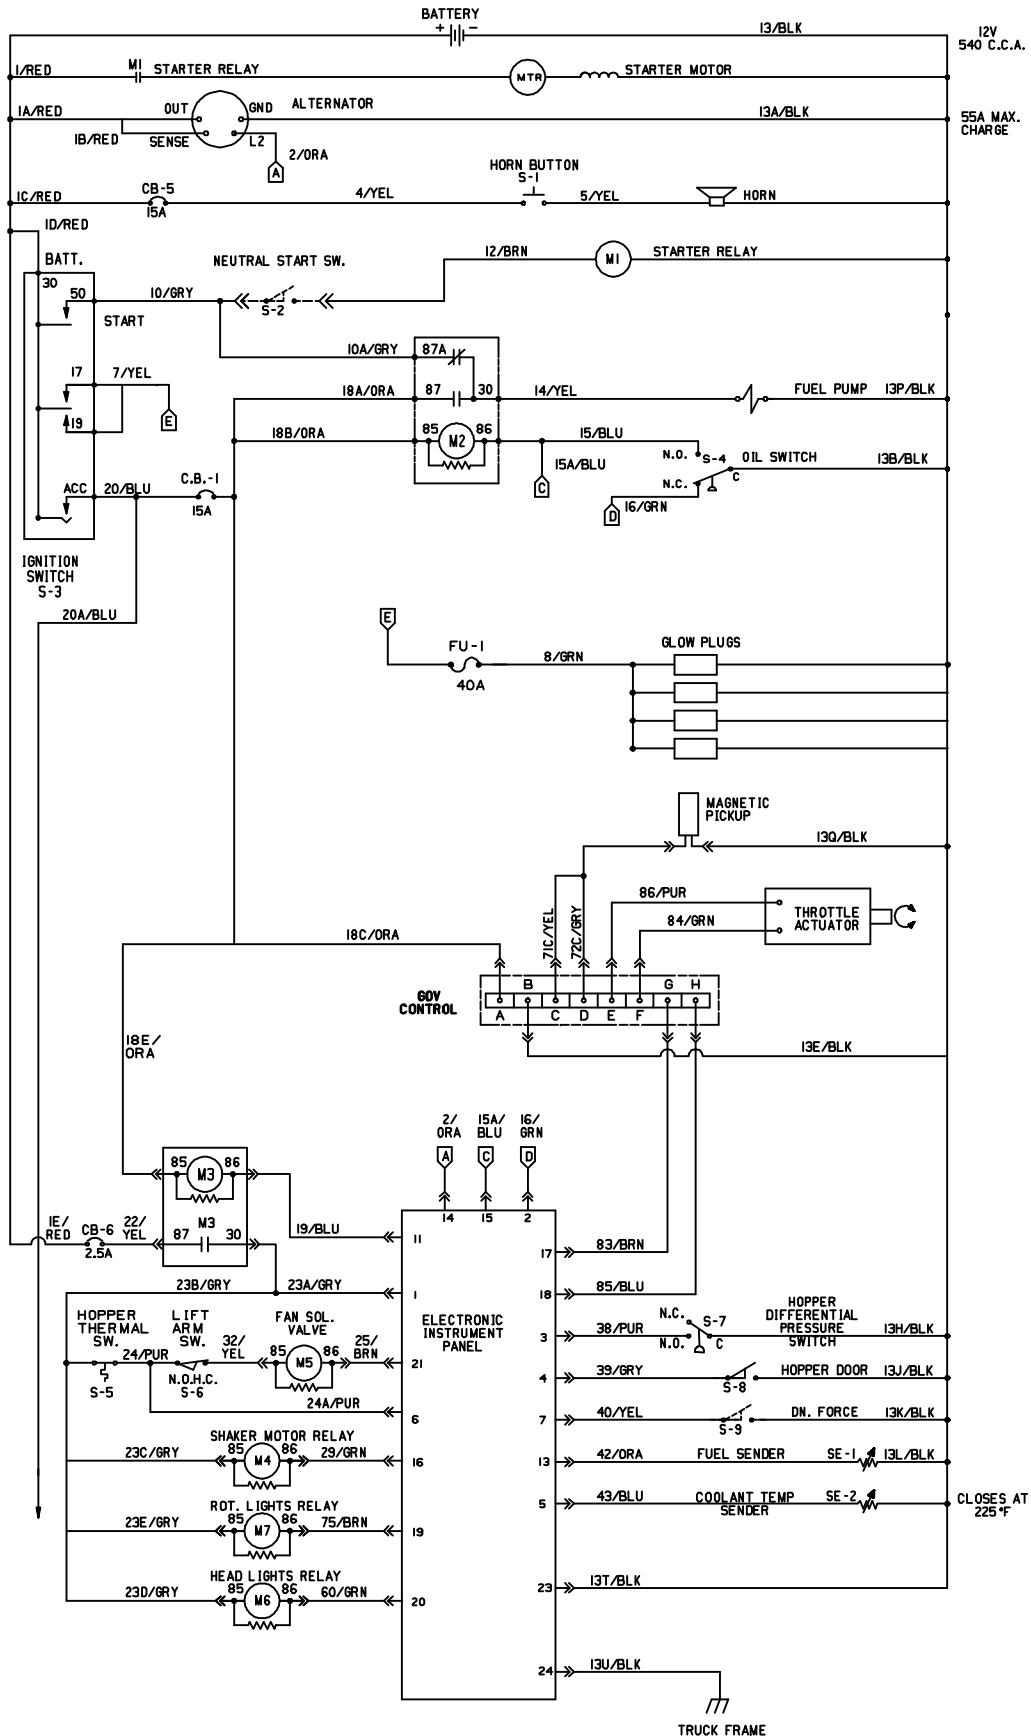 BATTERY
+ -
13/BLK
12V
540 C.C.A.
1/RED
M1
STARTER RELAY
MTR
STARTER MOTOR
1A/RED
OUT
GND
ALTERNATOR
13A/BLK
55A MAX.
CHARGE
1B/RED
SENSE
L2
2/ORA
A
HORN BUTTON
S-1
1C/RED
CB-5
15A
4/YEL
5/YEL
HORN
1D/RED
BATT.
30
NEUTRAL START SW.
12/BRN
M1
STARTER RELAY
50
10/GRY
S-2
START
10A/GRY
87A
17
7/YEL
18A/ORA
87
30
14/YEL
FUEL PUMP
13P/BLK
E
19
18B/ORA
85
M2
86
15/BLU
N.O.
S-4
OIL SWITCH
13B/BLK
15A/BLU
C
N.C.
C
ACC
20/BLU
C.B.-1
15A
16/GRN
D
IGNITION
SWITCH
S-3
20A/BLU
E
FU-1
40A
8/GRN
GLOW PLUGS
MAGNETIC
PICKUP
13Q/BLK
86/PUR
84/GRN
THROTTLE
ACTUATOR
71C/YEL
72C/GRY
18C/ORA
GOV
CONTROL
B
G
H
A
C
D
E
F
18E/
ORA
13E/BLK
2/
ORA
15A/
BLU
16/
GRN
A
C
D
85
M3
86
14
15
2
1E/
RED
CB-6
2.5A
22/
YEL
87
M3
30
19/BLU
11
17
83/BRN
23B/GRY
23A/GRY
1
18
85/BLU
ELECTRONIC
INSTRUMENT
PANEL
HOPPER
THERMAL
SW.
LIFT
ARM
SW.
FAN SOL.
VALVE
3
38/PUR
N.C.
S-7
N.O.
C
HOPPER
DIFFERENTIAL
PRESSURE
SWITCH
13H/BLK
24/PUR
32/
YEL
85
M5
86
25/
BRN
21
S-5
N.O.H.C.
S-6
4
39/GRY
S-8
HOPPER DOOR
13J/BLK
24A/PUR
6
7
40/YEL
S-9
DN. FORCE
13K/BLK
SHAKER MOTOR RELAY
23C/GRY
85
M4
86
29/GRN
16
13
42/ORA
FUEL SENDER
SE-1
13L/BLK
5
43/BLU
COOLANT TEMP
SENDER
SE-2
CLOSES AT
225°F
ROT. LIGHTS RELAY
23E/GRY
85
M7
86
75/BRN
19
HEAD LIGHTS RELAY
23D/GRY
85
M6
86
60/GRN
20
23
13T/BLK
24
13U/BLK
TRUCK FRAME